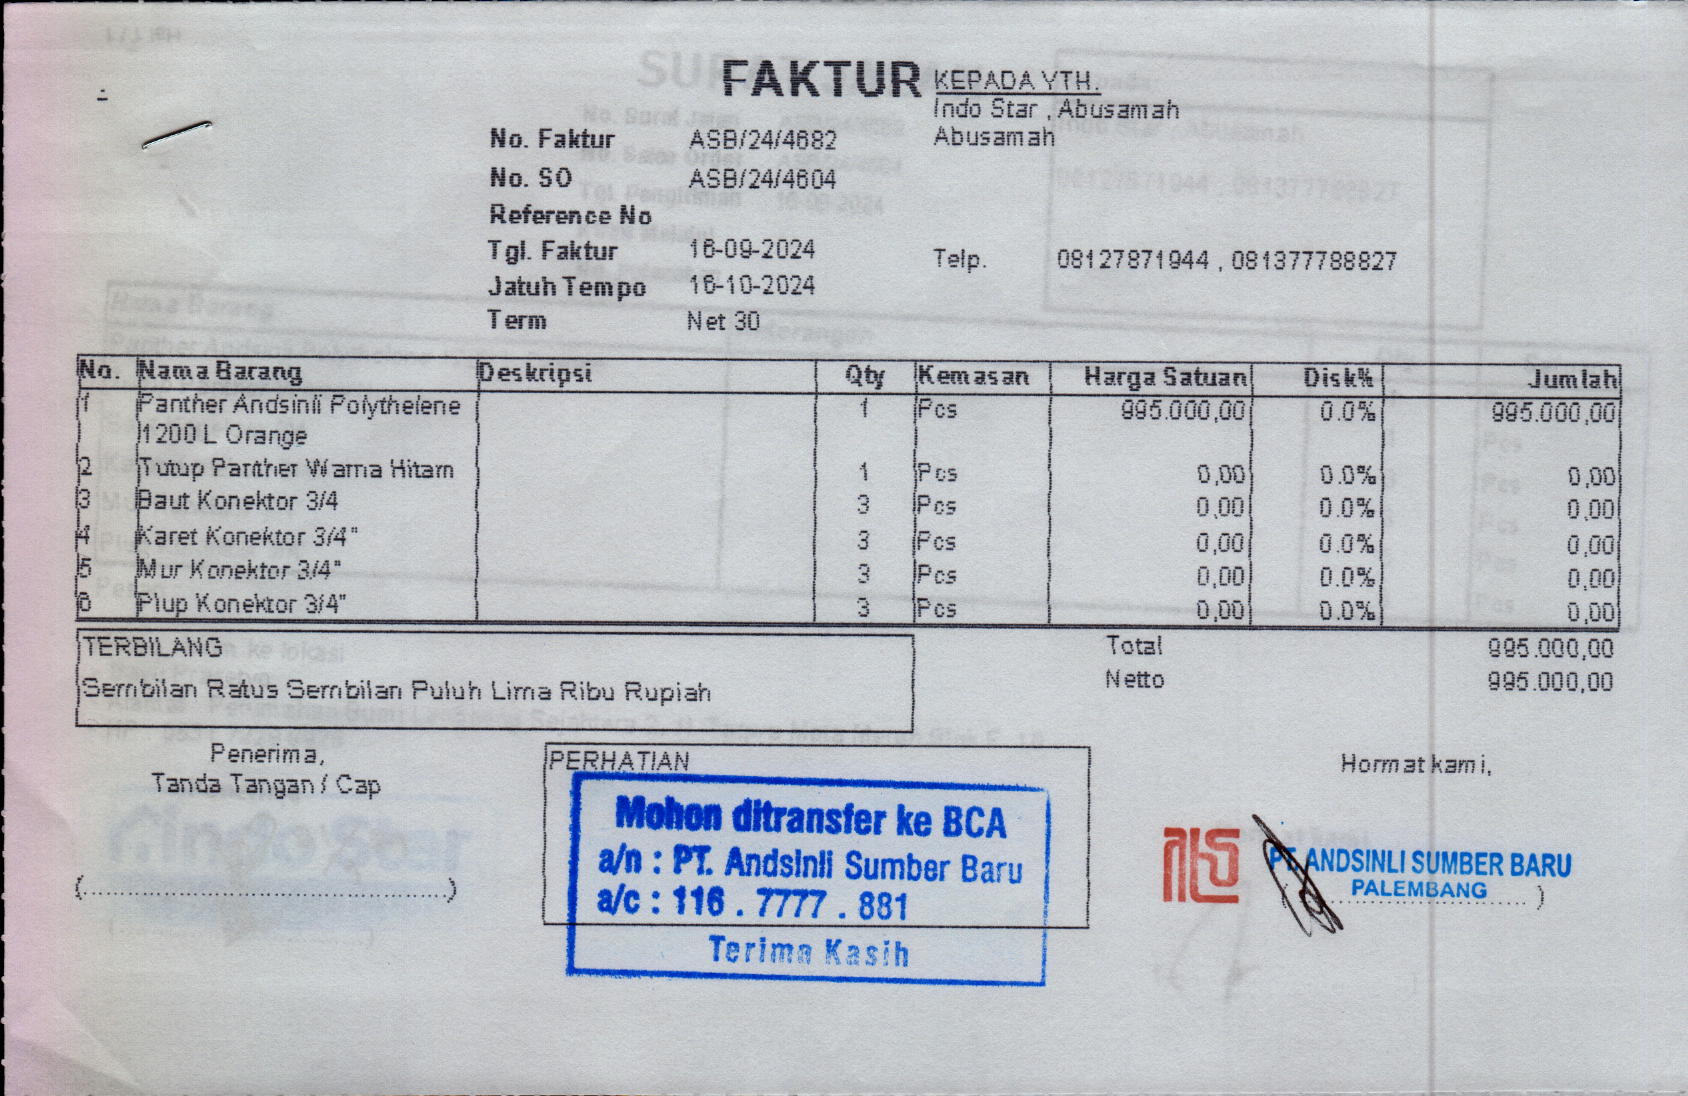 FAKTUR
KEPADA YTH.
Indo Star , Abusamah
Abusamah
No. Faktur ASB/24/4682
No. SO ASB/24/4604
Reference No
Tgl. Faktur 16-09-2024
Telp. 08127871944 , 081377788827
Jatuh Tempo 16-10-2024
Term Net 30
No. Nama Barang Deskripsi Qty Kemasan Harga Satuan Disk% Jumlah
1 Panther Andsinli Polythelene 1 Pcs 995.000,00 0.0% 995.000,00
1200 L Orange
2 Tutup Panther Warna Hitam 1 Pcs 0,00 0.0% 0,00
3 Baut Konektor 3/4 3 Pcs 0,00 0.0% 0,00
4 Karet Konektor 3/4" 3 Pcs 0,00 0.0% 0,00
5 Mur Konektor 3/4" 3 Pcs 0,00 0.0% 0,00
6 Plup Konektor 3/4" 3 Pcs 0,00 0.0% 0,00
TERBILANG
Sembilan Ratus Sembilan Puluh Lima Ribu Rupiah
Total 995.000,00
Netto 995.000,00
Penerima,
Tanda Tangan / Cap
(..........................................................)
PERHATIAN
Mohon ditransfer ke BCA
a/n : PT. Andsinli Sumber Baru
a/c : 116 . 7777 . 881
Terima Kasih
Hormat kami,
PT. ANDSINLI SUMBER BARU
PALEMBANG
(........................................)